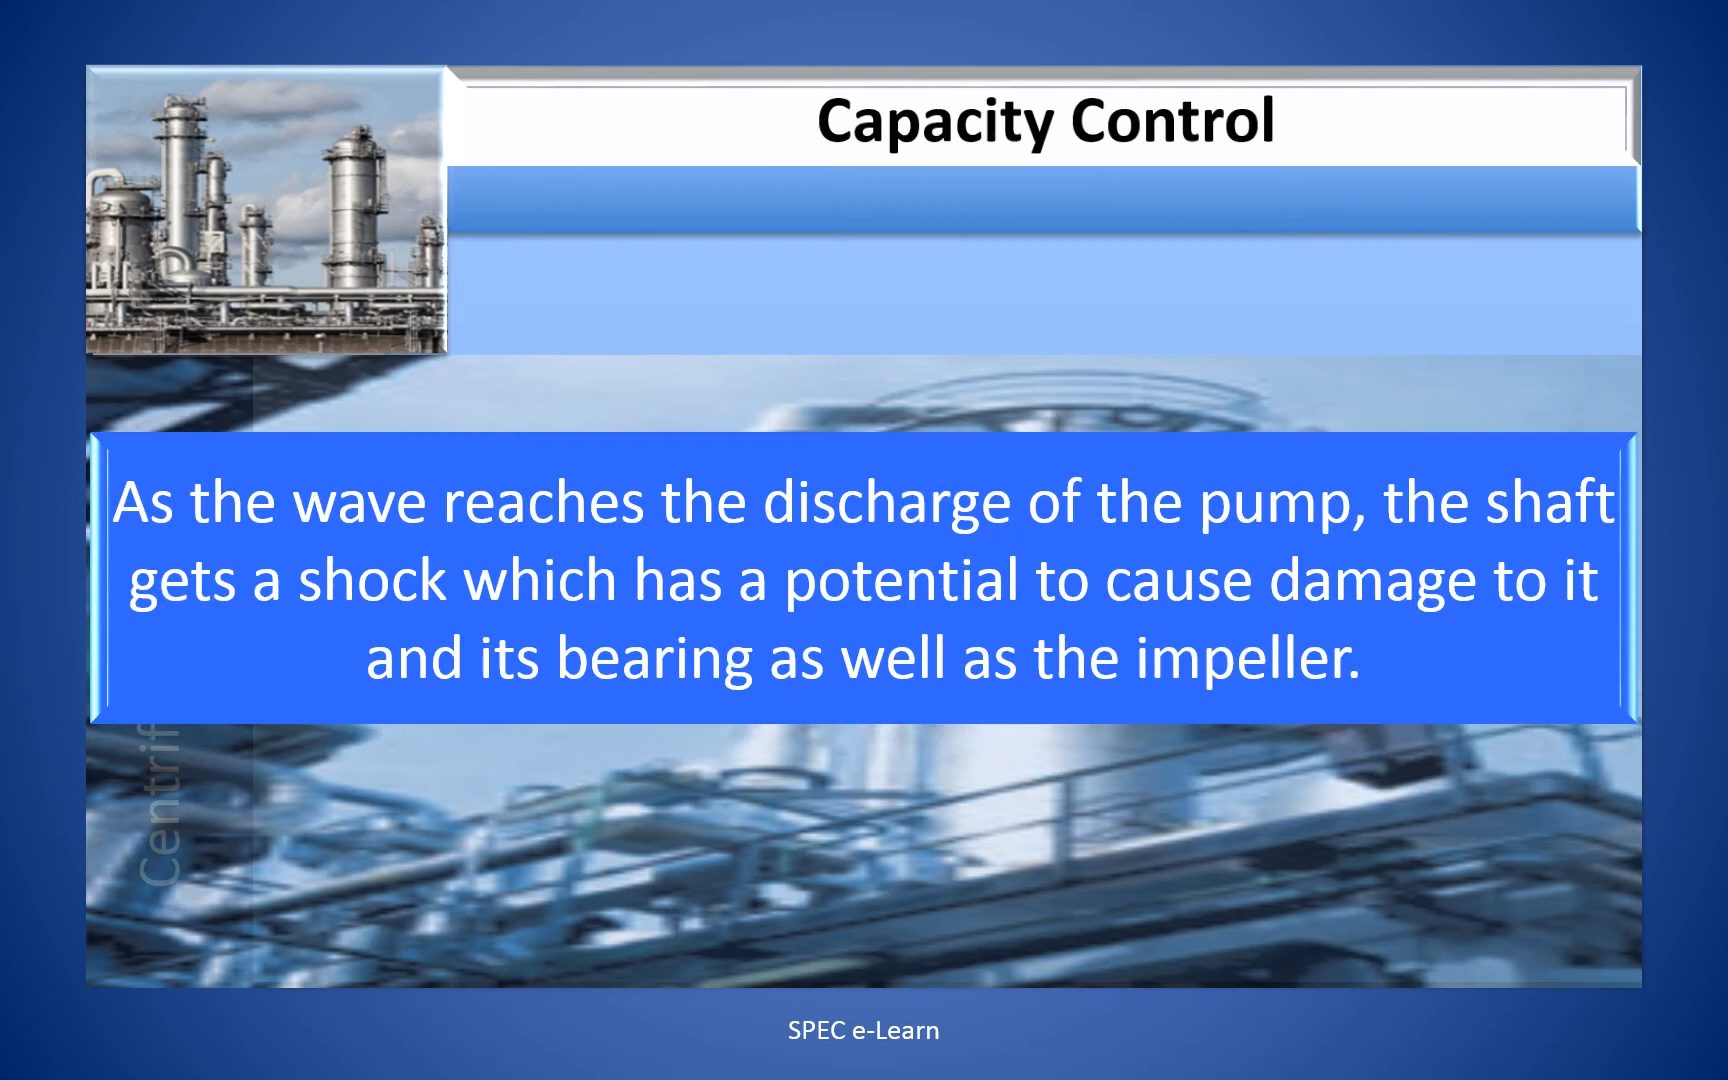 Capacity Control
As the wave reaches the discharge of the pump, the shaft
gets a shock which has a potential to cause damage to it
and its bearing as well as the impeller.
Centrif
SPEC e-Learn